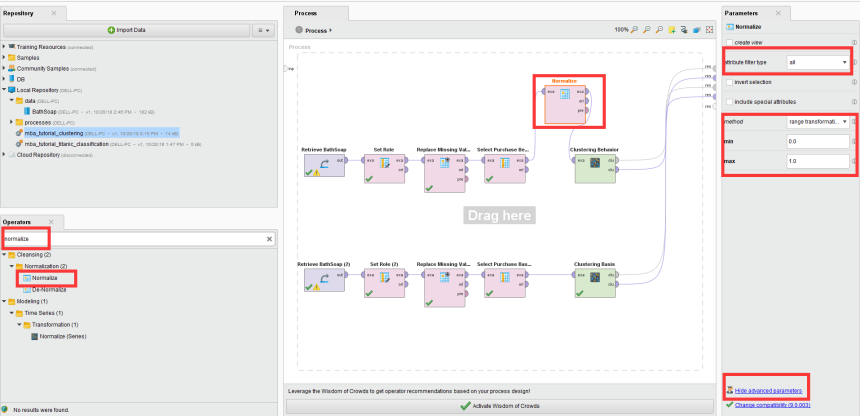 Repository
Import Data
Training Resources (connected)
Samples
Community Samples (connected)
DB
Local Repository (DELL-PC)
data (DELL-PC)
BathSoap (DELL-PC - v1, 10/20/18 2:45 PM - 182 kB)
processes (DELL-PC)
mba_tutorial_clustering (DELL-PC - v1, 10/20/18 5:15 PM - 14 kB)
mba_tutorial_titanic_classification (DELL-PC - v1, 10/20/18 1:47 PM - 0 kB)
Cloud Repository (disconnected)
Operators
normalize
Cleansing (2)
Normalization (2)
Normalize
De-Normalize
Modeling (1)
Time Series (1)
Transformation (1)
Normalize (Series)
No results were found.
Process
Process
100%
Process
inp
res
res
res
res
res
Normalize
exa
exa
ori
pre
Retrieve BathSoap
Set Role
Replace Missing Val...
Select Purchase Be...
Clustering Behavior
out
exa
exa
ori
exa
exa
ori
pre
exa
exa
ori
exa
clu
clu
Drag here
Retrieve BathSoap (2)
Set Role (2)
Replace Missing Val...
Select Purchase Bas...
Clustering Basis
out
exa
exa
ori
exa
exa
ori
pre
exa
exa
ori
exa
clu
clu
Leverage the Wisdom of Crowds to get operator recommendations based on your process design!
Activate Wisdom of Crowds
Parameters
Normalize
create view
attribute filter type
all
invert selection
include special attributes
method
range transformati...
min
0.0
max
1.0
Hide advanced parameters
Change compatibility (9.0.003)